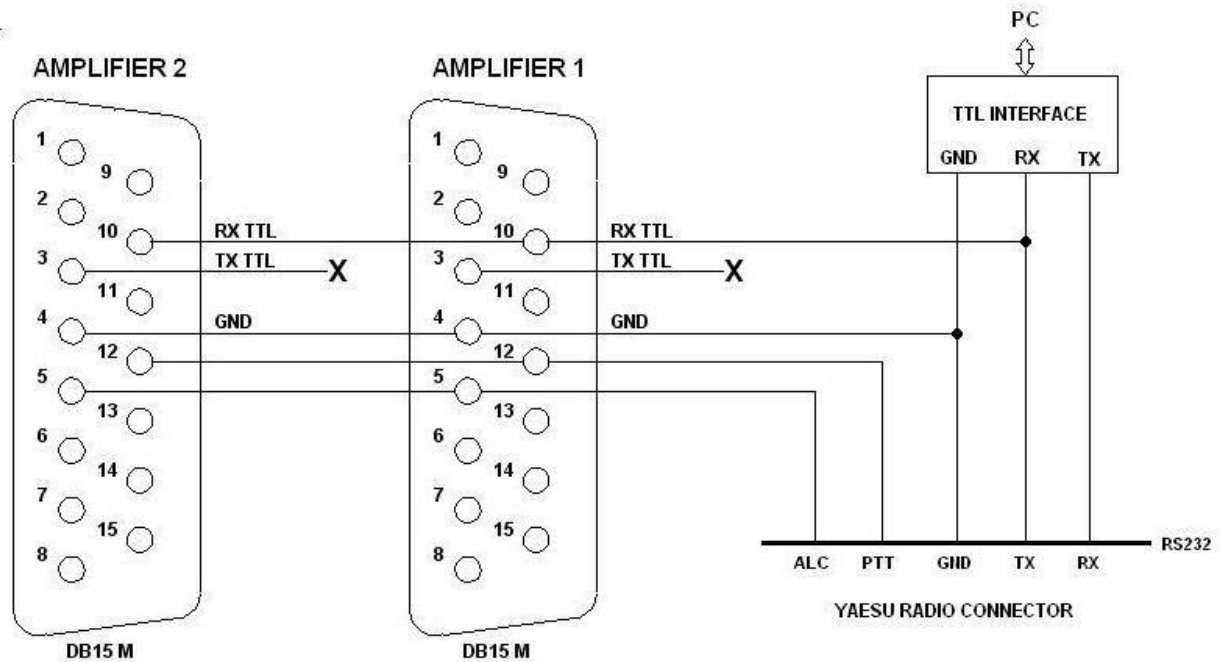 PC
AMPLIFIER 2
AMPLIFIER 1
TTL INTERFACE
GND RX TX
1
9
2
10
3
11
4
12
5
13
6
14
7
15
8
RX TTL
TX TTL
X
GND
1
9
2
10
3
11
4
12
5
13
6
14
7
15
8
RX TTL
TX TTL
X
GND
RS232
ALC PTT GND TX RX
YAESU RADIO CONNECTOR
DB15 M
DB15 M